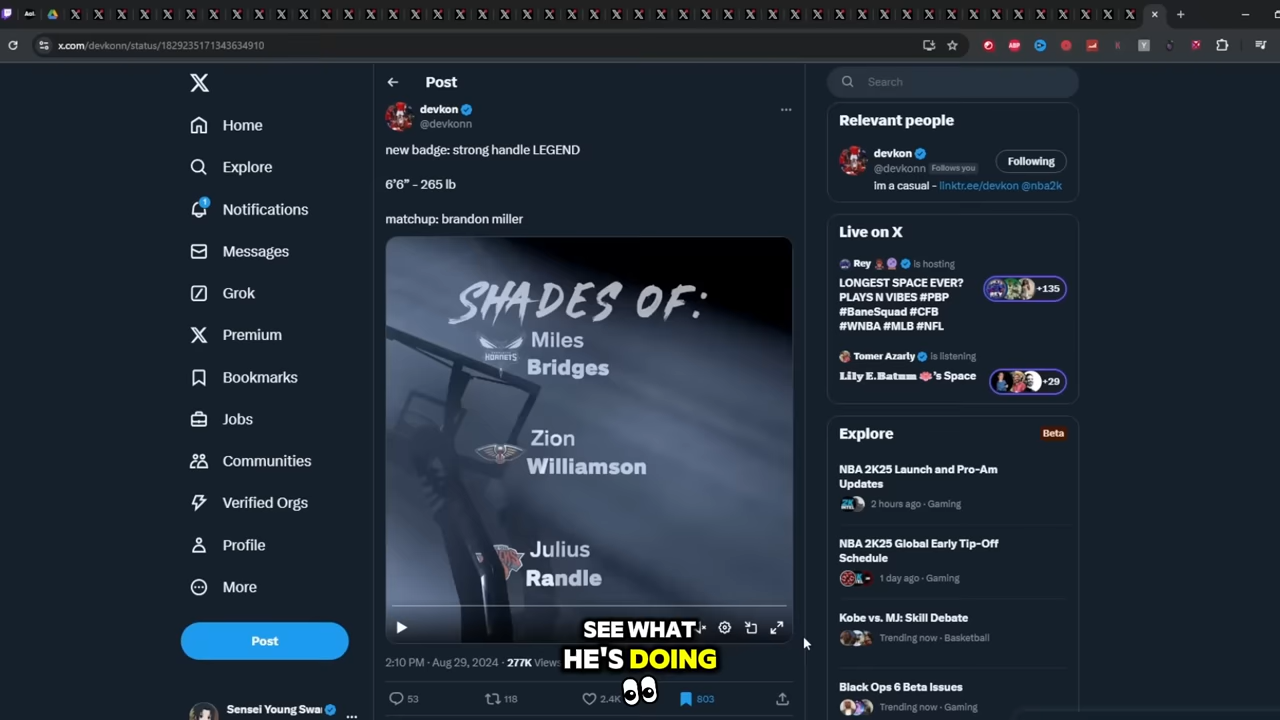 x.com/devkonn/status/1829235171343634910
Home
Explore
1
Notifications
Messages
Grok
Premium
Bookmarks
Jobs
Communities
Verified Orgs
Profile
More
Post
Sensei Young Swa
Post
devkon
@devkonn
new badge: strong handle LEGEND
6'6" - 265 lb
matchup: brandon miller
SHADES OF:
HORNETS
Miles
Bridges
Zion
Williamson
Julius
Randle
SEE WHAT
HE'S DOING
2:10 PM · Aug 29, 2024 · 277K Views
53
118
2.4K
803
Search
Relevant people
devkon
@devkonn Follows you
Following
im a casual - linktr.ee/devkon @nba2k
Live on X
Rey is hosting
LONGEST SPACE EVER?
PLAYS N VIBES #PBP
#BaneSquad #CFB
#WNBA #MLB #NFL
+135
Tomer Azarly is listening
Lily E.Batum 's Space
+29
Explore
Beta
NBA 2K25 Launch and Pro-Am
Updates
2 hours ago · Gaming
NBA 2K25 Global Early Tip-Off
Schedule
1 day ago · Gaming
Kobe vs. MJ: Skill Debate
Trending now · Basketball
Black Ops 6 Beta Issues
Trending now · Gaming